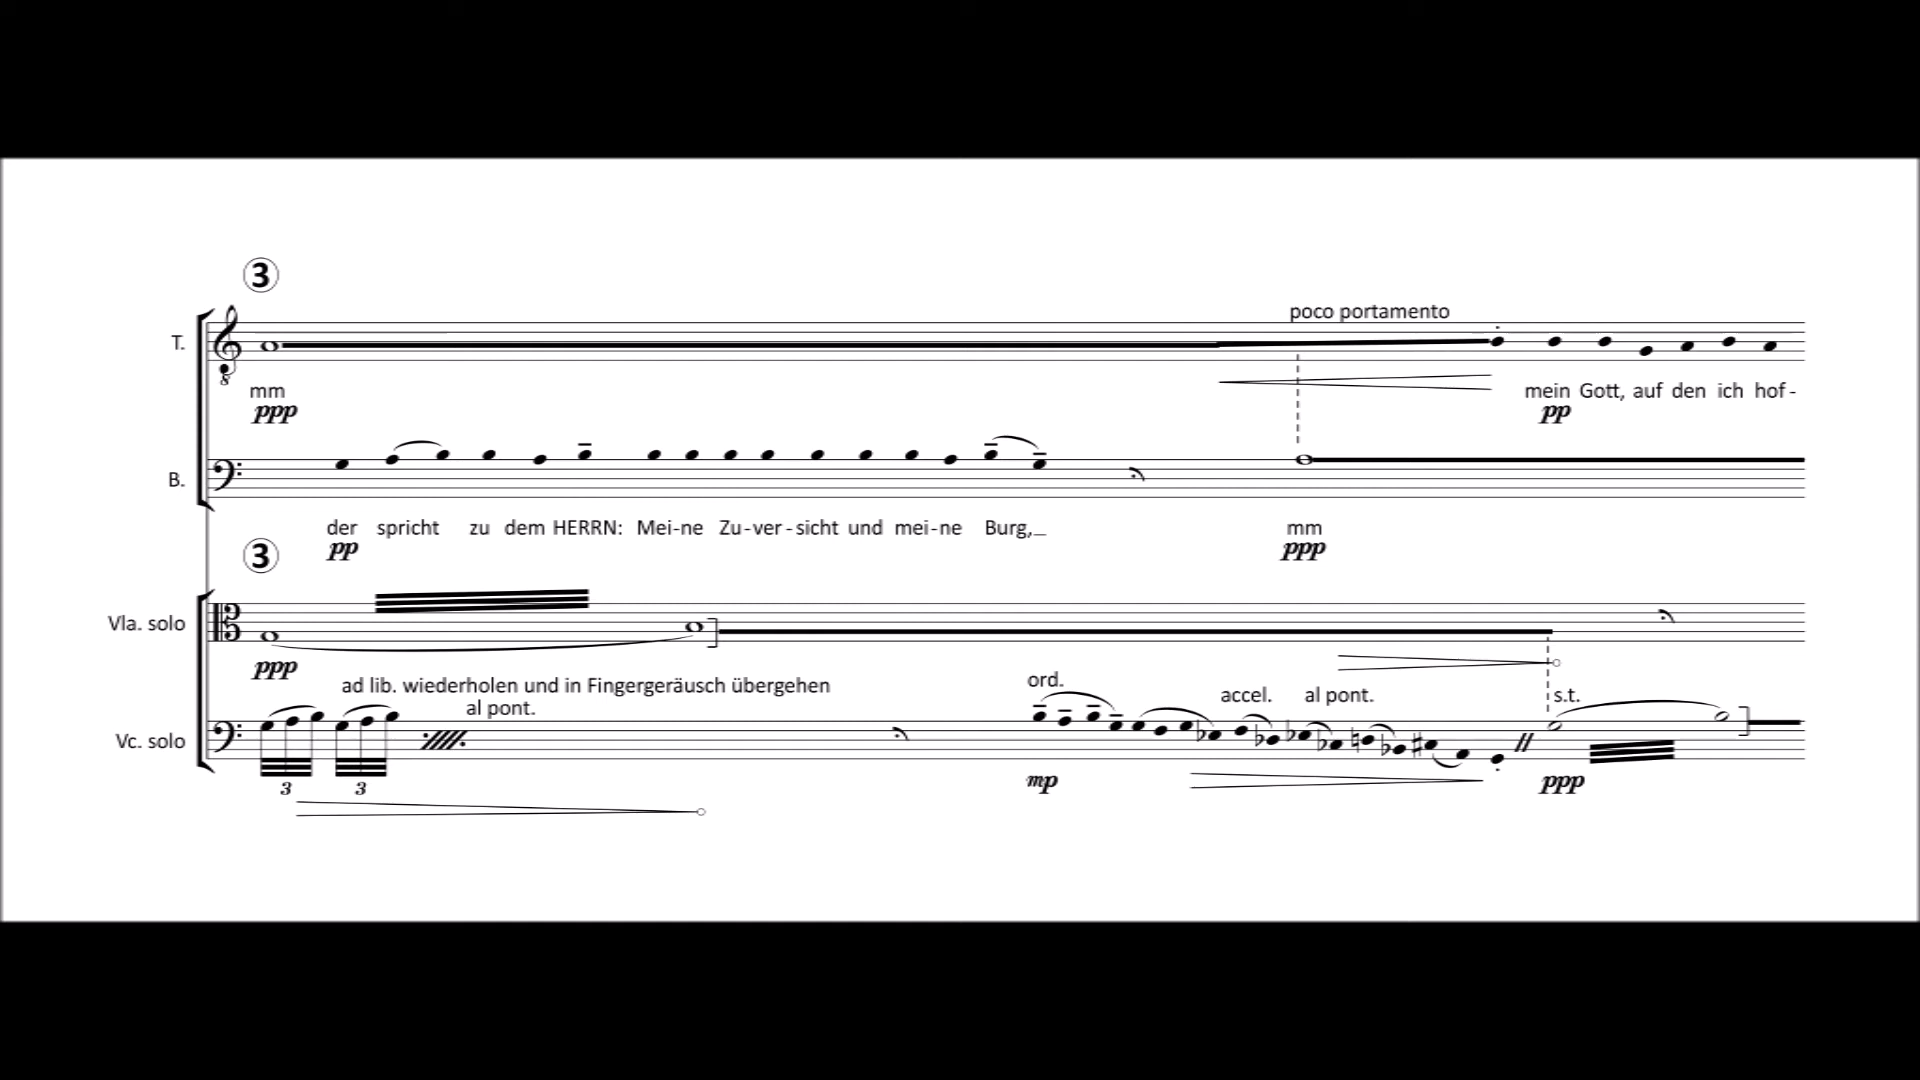 3
poco portamento
T.
mm mein Gott, auf den ich hof-
ppp pp
B.
der spricht zu dem HERRN: Mei-ne Zu-ver-sicht und mei-ne Burg,_ mm
pp ppp
3
Vla. solo
ppp
ad lib. wiederholen und in Fingergeräusch übergehen ord.
al pont. accel. al pont. s.t.
Vc. solo
3 3 mp ppp